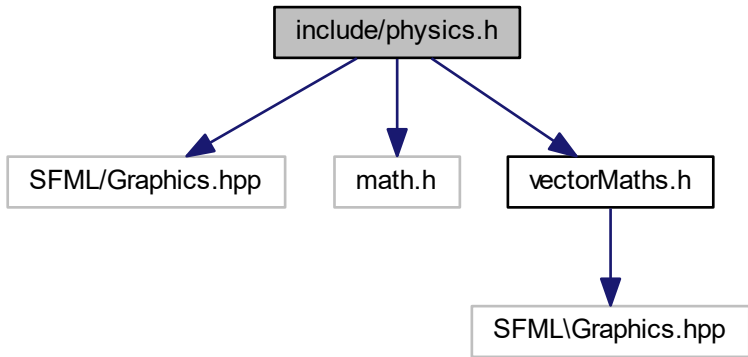 include/physics.h
SFML/Graphics.hpp
math.h
vectorMaths.h
SFML\Graphics.hpp